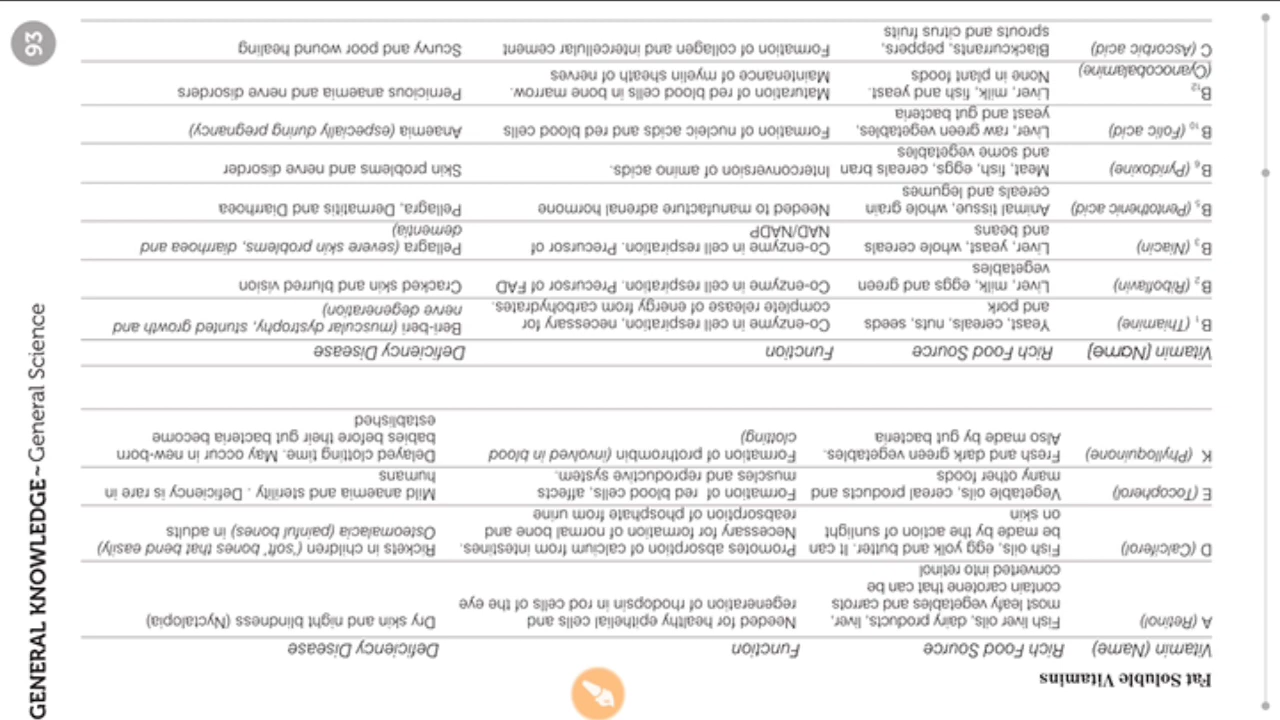 Fat Soluble Vitamins
Vitamin (Name) Rich Food Source Function Deficiency Disease
A (Retinol) Fish liver oils, dairy products, liver, Needed for healthy epithelial cells and Dry skin and night blindness (Nyctalopia)
most leafy vegetables and carrots regeneration of rhodopsin in rod cells of the eye
contain carotene that can be
converted into retinol
D (Calciferol) Fish oils, egg yolk and butter. It can Promotes absorption of calcium from intestines. Rickets in children ("soft" bones that bend easily)
be made by the action of sunlight Necessary for formation of normal bone and Osteomalacia (painful bones) in adults
on skin reabsorption of phosphate from urine
E (Tocopherol) Vegetable oils, cereal products and Formation of red blood cells, affects Mild anaemia and sterility . Deficiency is rare in
many other foods muscles and reproductive system. humans
K (Phylloquinone) Fresh and dark green vegetables. Formation of prothrombin (involved in blood Delayed clotting time. May occur in new-born
Also made by gut bacteria clotting) babies before their gut bacteria become
established
Vitamin [Name] Rich Food Source Function Deficiency Disease
B1 (Thiamine) Yeast, cereals, nuts, seeds Co-enzyme in cell respiration, necessary for Beri-beri (muscular dystrophy, stunted growth and
and pork complete release of energy from carbohydrates. nerve degeneration)
B2 (Riboflavin) Liver, milk, eggs and green Co-enzyme in cell respiration. Precursor of FAD Cracked skin and blurred vision
vegetables
B3 (Niacin) Liver, yeast, whole cereals Co-enzyme in cell respiration. Precursor of Pellagra (severe skin problems, diarrhoea and
and beans NAD/NADP dementia)
B5 (Pentothenic acid) Animal tissue, whole grain Needed to manufacture adrenal hormone Pellagra, Dermatitis and Diarrhoea
cereals and legumes
B6 (Pyridoxine) Meat, fish, eggs, cereals bran Interconversion of amino acids. Skin problems and nerve disorder
and some vegetables
B10 (Folic acid) Liver, raw green vegetables, Formation of nucleic acids and red blood cells Anaemia (especially during pregnancy)
yeast and gut bacteria
B12 Liver, milk, fish and yeast. Maturation of red blood cells in bone marrow. Pernicious anaemia and nerve disorders
(Cyanocobalamine) None in plant foods Maintenance of myelin sheath of nerves
C (Ascorbic acid) Blackcurrants, peppers, Formation of collagen and intercellular cement Scurvy and poor wound healing
sprouts and citrus fruits
GENERAL KNOWLEDGE~General Science
93